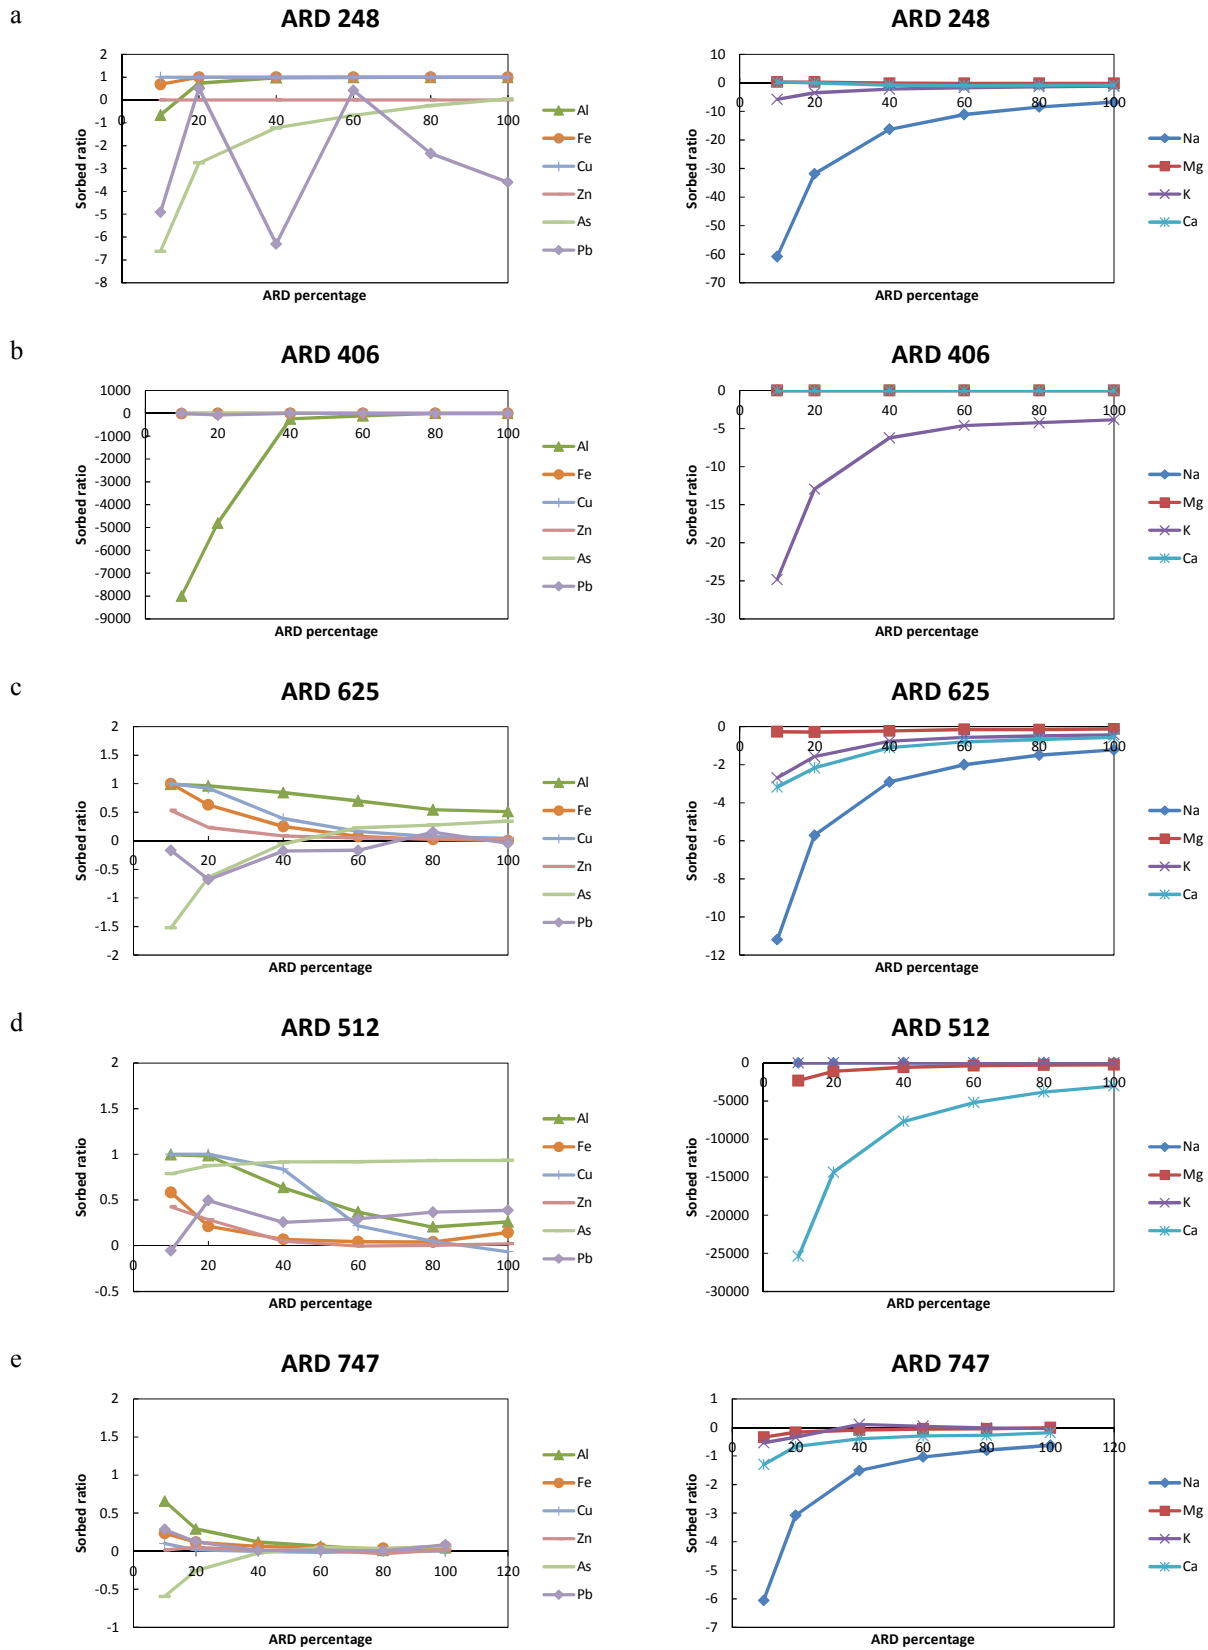 a
ARD 248
2
1
0
-1
-2
-3
-4
-5
-6
-7
-8
0
20
40
60
80
100
Sorbed ratio
ARD percentage
Al
Fe
Cu
Zn
As
Pb
ARD 248
10
0
-10
-20
-30
-40
-50
-60
-70
0
20
40
60
80
100
Sorbed ratio
ARD percentage
Na
Mg
K
Ca
b
ARD 406
1000
0
-1000
-2000
-3000
-4000
-5000
-6000
-7000
-8000
-9000
0
20
40
60
80
100
Sorbed ratio
ARD percentage
Al
Fe
Cu
Zn
As
Pb
ARD 406
0
-5
-10
-15
-20
-25
-30
0
20
40
60
80
100
Sorbed ratio
ARD percentage
Na
Mg
K
Ca
c
ARD 625
2
1.5
1
0.5
0
-0.5
-1
-1.5
-2
0
20
40
60
80
100
Sorbed ratio
ARD percentage
Al
Fe
Cu
Zn
As
Pb
ARD 625
0
-2
-4
-6
-8
-10
-12
0
20
40
60
80
100
Sorbed ratio
ARD percentage
Na
Mg
K
Ca
d
ARD 512
2
1.5
1
0.5
0
-0.5
0
20
40
60
80
100
Sorbed ratio
ARD percentage
Al
Fe
Cu
Zn
As
Pb
ARD 512
0
-5000
-10000
-15000
-20000
-25000
-30000
0
20
40
60
80
100
Sorbed ratio
ARD percentage
Na
Mg
K
Ca
e
ARD 747
2
1.5
1
0.5
0
-0.5
-1
0
20
40
60
80
100
120
Sorbed ratio
ARD percentage
Al
Fe
Cu
Zn
As
Pb
ARD 747
1
0
-1
-2
-3
-4
-5
-6
-7
0
20
40
60
80
100
120
Sorbed ratio
ARD percentage
Na
Mg
K
Ca